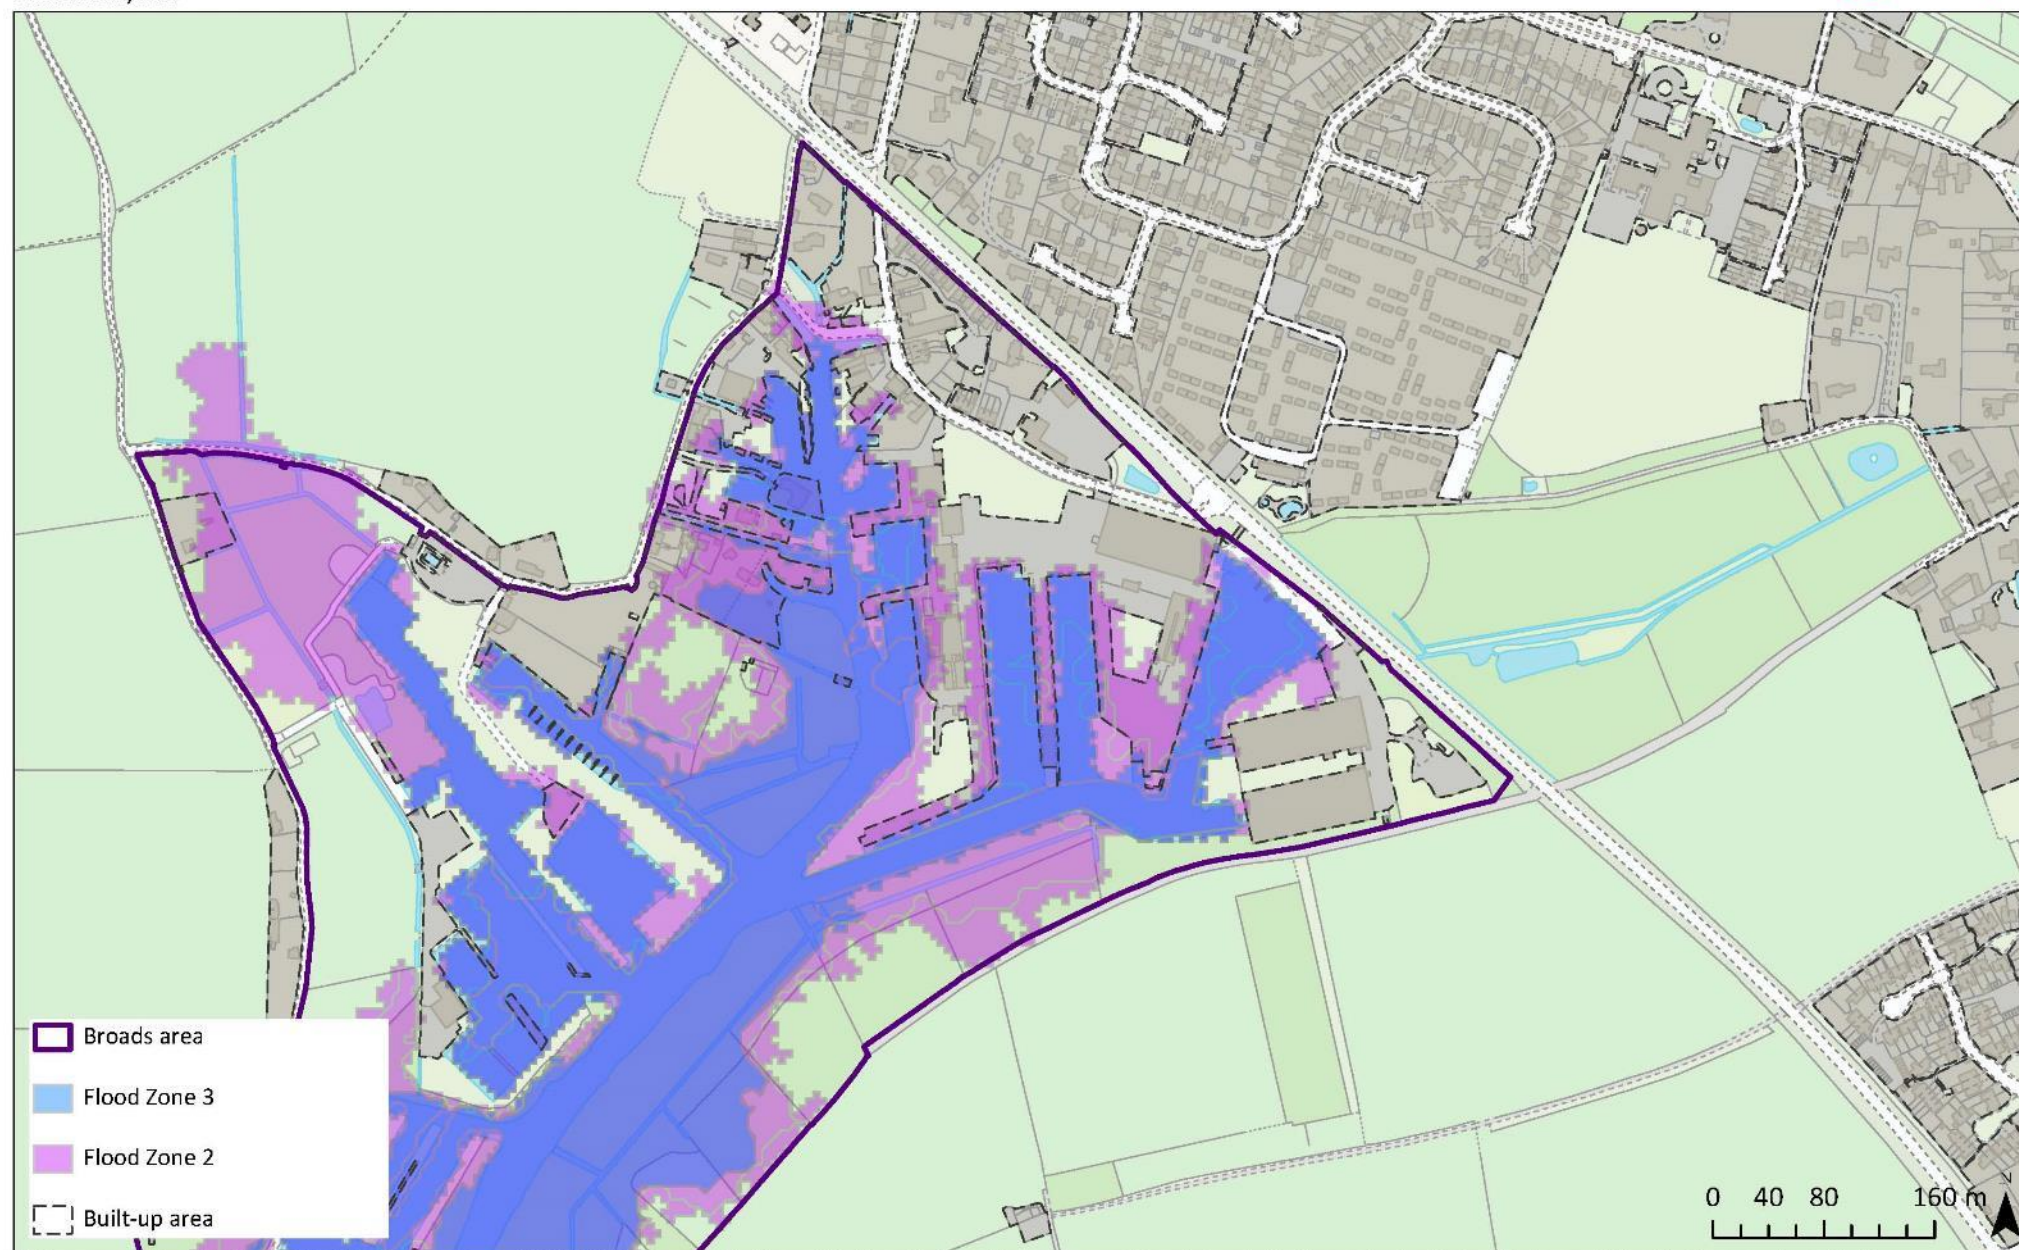 Broads area
Flood Zone 3
Flood Zone 2
Built-up area
0 40 80 160 m
N